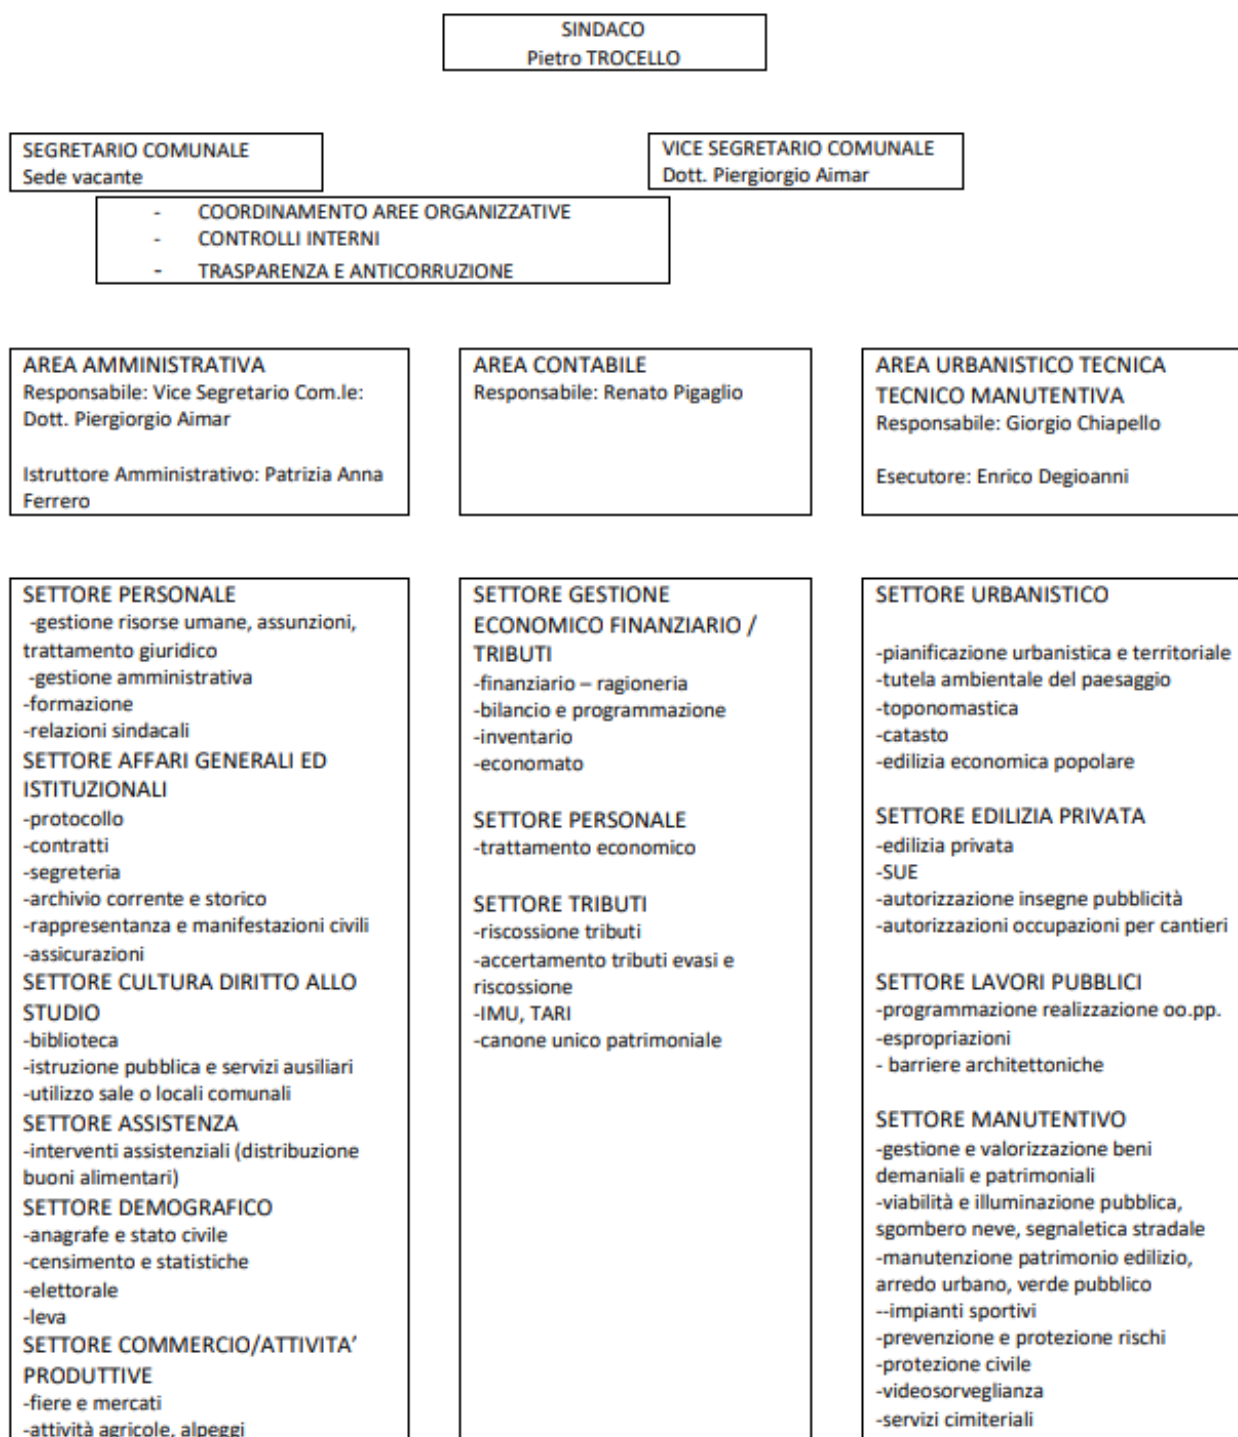 SINDACO
Pietro TROCELLO
SEGRETARIO COMUNALE
Sede vacante
VICE SEGRETARIO COMUNALE
Dott. Piergiorgio Aimar
- COORDINAMENTO AREE ORGANIZZATIVE
- CONTROLLI INTERNI
- TRASPARENZA E ANTICORRUZIONE
AREA AMMINISTRATIVA
Responsabile: Vice Segretario Com.le:
Dott. Piergiorgio Aimar
Istruttore Amministrativo: Patrizia Anna
Ferrero
AREA CONTABILE
Responsabile: Renato Pigaglio
AREA URBANISTICO TECNICA
TECNICO MANUTENTIVA
Responsabile: Giorgio Chiapello
Esecutore: Enrico Degioanni
SETTORE PERSONALE
-gestione risorse umane, assunzioni,
trattamento giuridico
-gestione amministrativa
-formazione
-relazioni sindacali
SETTORE AFFARI GENERALI ED
ISTITUZIONALI
-protocollo
-contratti
-segreteria
-archivio corrente e storico
-rappresentanza e manifestazioni civili
-assicurazioni
SETTORE CULTURA DIRITTO ALLO
STUDIO
-biblioteca
-istruzione pubblica e servizi ausiliari
-utilizzo sale o locali comunali
SETTORE ASSISTENZA
-interventi assistenziali (distribuzione
buoni alimentari)
SETTORE DEMOGRAFICO
-anagrafe e stato civile
-censimento e statistiche
-elettorale
-leva
SETTORE COMMERCIO/ATTIVITA’
PRODUTTIVE
-fiere e mercati
-attività agricole, alpeggi
SETTORE GESTIONE
ECONOMICO FINANZIARIO /
TRIBUTI
-finanziario – ragioneria
-bilancio e programmazione
-inventario
-economato
SETTORE PERSONALE
-trattamento economico
SETTORE TRIBUTI
-riscossione tributi
-accertamento tributi evasi e
riscossione
-IMU, TARI
-canone unico patrimoniale
SETTORE URBANISTICO
-pianificazione urbanistica e territoriale
-tutela ambientale del paesaggio
-toponomastica
-catasto
-edilizia economica popolare
SETTORE EDILIZIA PRIVATA
-edilizia privata
-SUE
-autorizzazione insegne pubblicità
-autorizzazioni occupazioni per cantieri
SETTORE LAVORI PUBBLICI
-programmazione realizzazione oo.pp.
-espropriazioni
- barriere architettoniche
SETTORE MANUTENTIVO
-gestione e valorizzazione beni
demaniali e patrimoniali
-viabilità e illuminazione pubblica,
sgombero neve, segnaletica stradale
-manutenzione patrimonio edilizio,
arredo urbano, verde pubblico
--impianti sportivi
-prevenzione e protezione rischi
-protezione civile
-videosorveglianza
-servizi cimiteriali